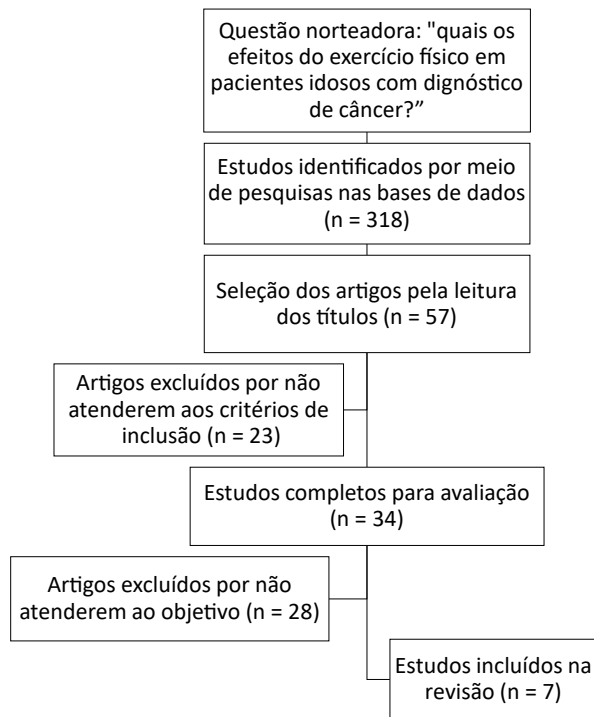 Questão norteadora: "quais os
efeitos do exercício físico em
pacientes idosos com dignóstico
de câncer?”
Estudos identificados por meio
de pesquisas nas bases de dados
(n = 318)
Seleção dos artigos pela leitura
dos títulos (n = 57)
Artigos excluídos por não
atenderem aos critérios de
inclusão (n = 23)
Estudos completos para avaliação
(n = 34)
Artigos excluídos por não
atenderem ao objetivo (n = 28)
Estudos incluídos na
revisão (n = 7)